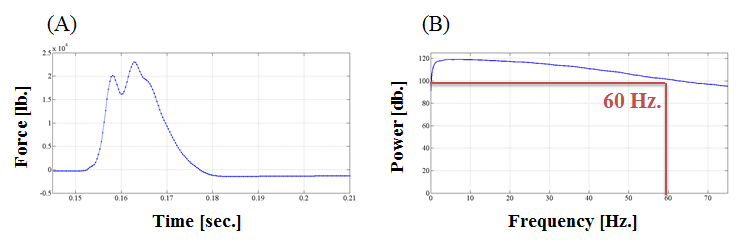 (A)
(B)
2.5 x 10^4
2
1.5
1
0.5
0
-0.5
0.15 0.16 0.17 0.18 0.19 0.2 0.21
Force [lb.]
Time [sec.]
120
100
80
60
40
20
0
0 10 20 30 40 50 60 70
60 Hz.
Power [db.]
Frequency [Hz.]